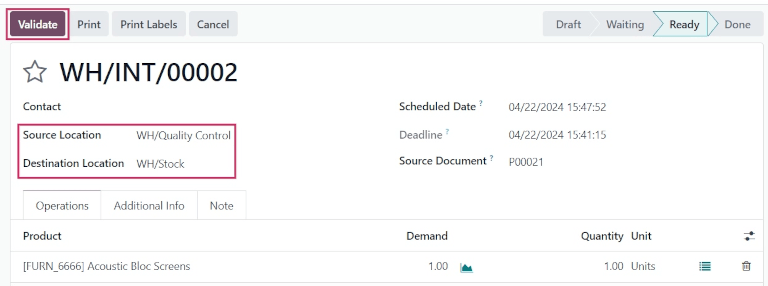 Validate Print Print Labels Cancel Draft Waiting Ready Done
WH/INT/00002
Contact Scheduled Date ? 04/22/2024 15:47:52
Source Location WH/Quality Control Deadline ? 04/22/2024 15:41:15
Destination Location WH/Stock Source Document ? P00021
Operations Additional Info Note
Product Demand Quantity Unit
[FURN_6666] Acoustic Bloc Screens 1.00 1.00 Units